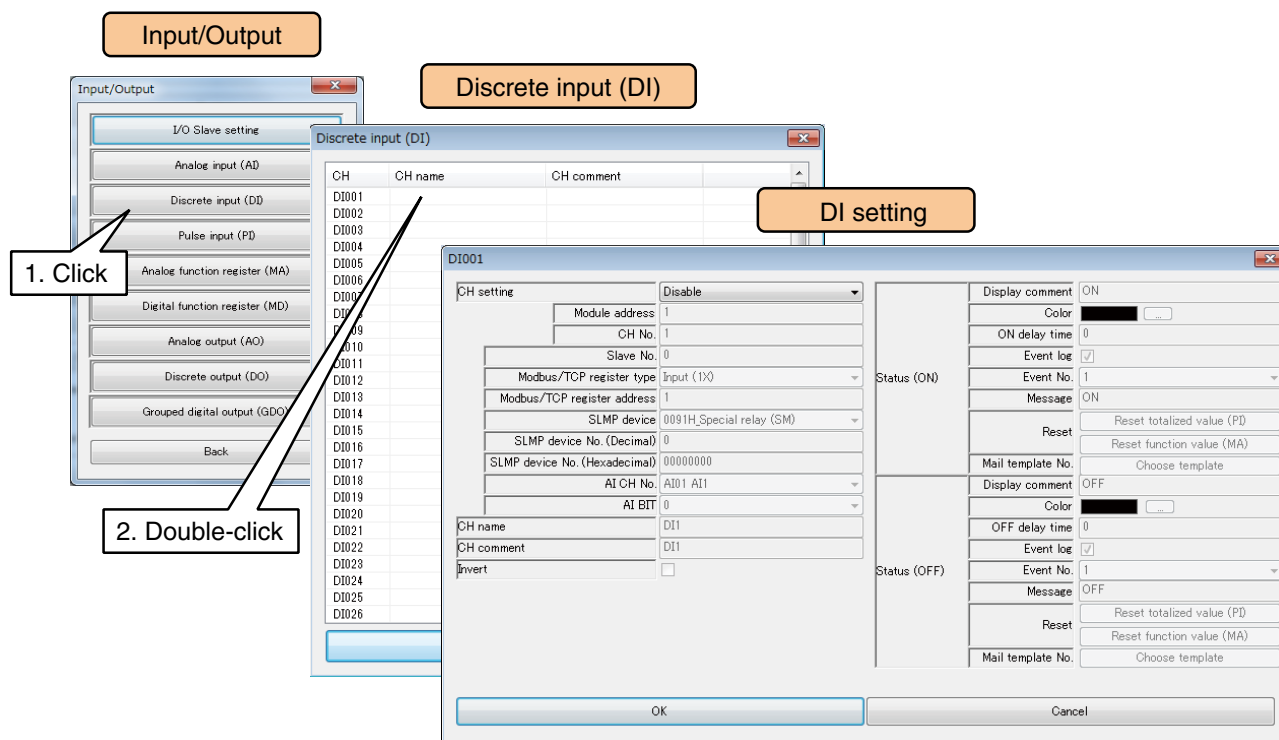 Input/Output
Discrete input (DI)
DI setting
Input/Output
I/O Slave setting
Analog input (AI)
Discrete input (DI)
Pulse input (PI)
Analog function register (MA)
Digital function register (MD)
Analog output (AO)
Discrete output (DO)
Grouped digital output (GDO)
Back
1. Click
2. Double-click
Discrete input (DI)
CH CH name CH comment
DI001
DI002
DI003
DI004
DI005
DI006
DI007
DI011
DI012
DI013
DI014
DI015
DI016
DI017
DI018
DI019
DI020
DI021
DI022
DI023
DI024
DI025
DI026
DI001
CH setting Disable
Module address 1
CH No. 1
Slave No. 0
Modbus/TCP register type Input (1X)
Modbus/TCP register address 1
SLMP device 0091H_Special relay (SM)
SLMP device No. (Decimal) 0
SLMP device No. (Hexadecimal) 00000000
AI CH No. AI01 AI1
AI BIT 0
CH name DI1
CH comment DI1
Invert
Status (ON)
Display comment ON
Color ...
ON delay time 0
Event log
Event No. 1
Message ON
Reset
Reset totalized value (PI)
Reset function value (MA)
Mail template No. Choose template
Status (OFF)
Display comment OFF
Color ...
OFF delay time 0
Event log
Event No. 1
Message OFF
Reset
Reset totalized value (PI)
Reset function value (MA)
Mail template No. Choose template
OK Cancel